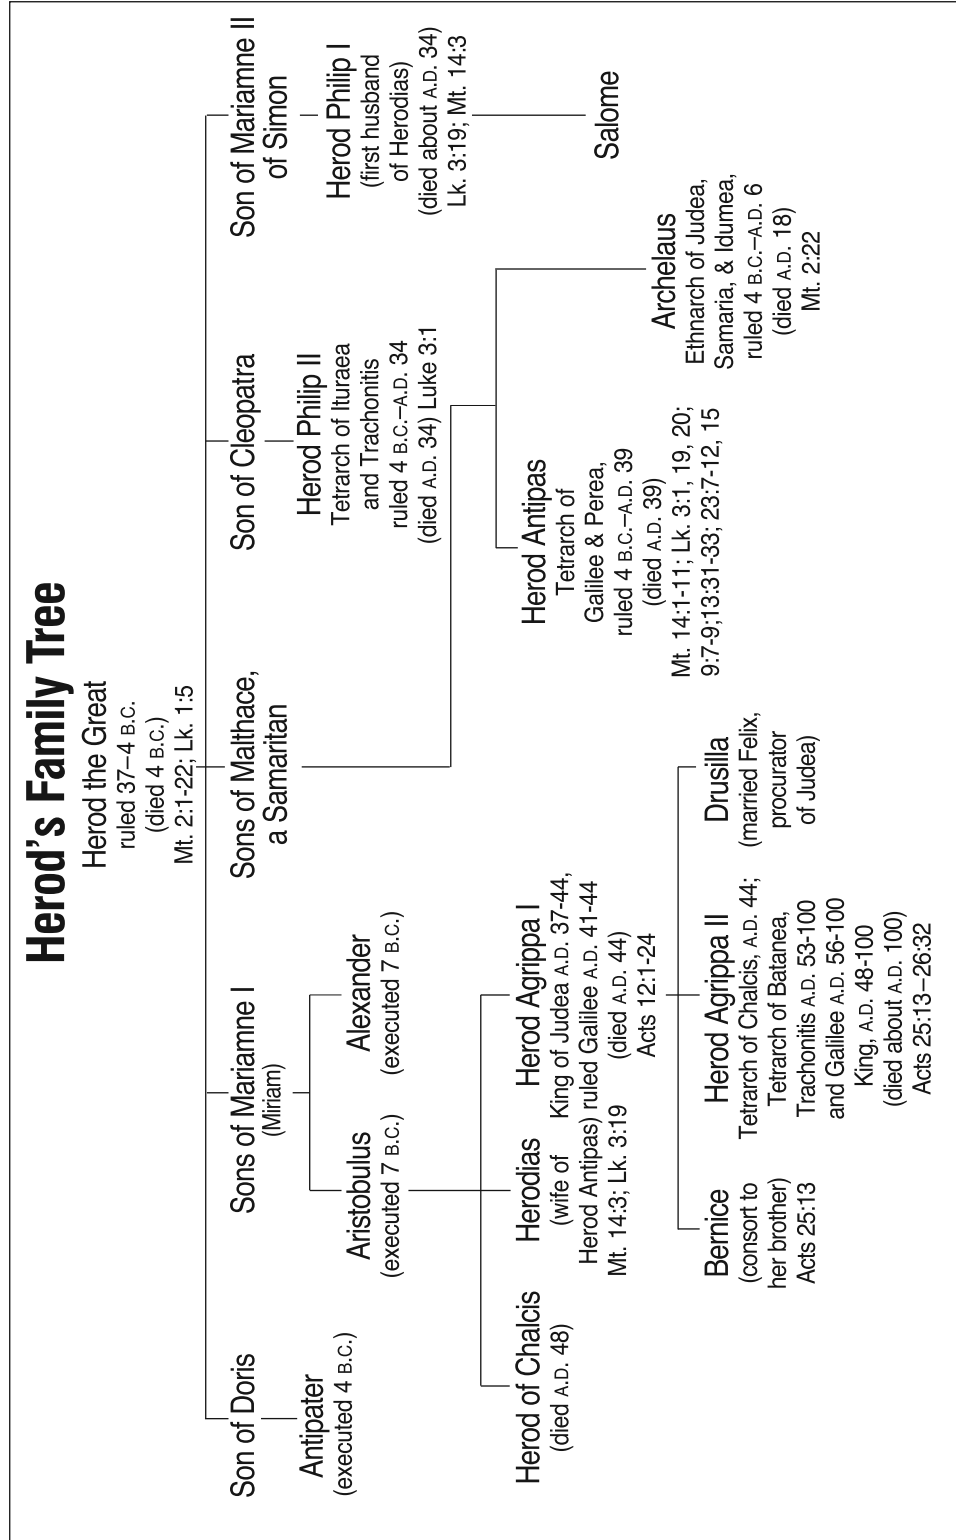 Herod's Family Tree
Herod the Great
ruled 37–4 B.C.
(died 4 B.C.)
Mt. 2:1-22; Lk. 1:5
Son of Doris
Antipater
(executed 4 B.C.)
Sons of Mariamne I
(Miriam)
Aristobulus
(executed 7 B.C.)
Alexander
(executed 7 B.C.)
Herod of Chalcis
(died A.D. 48)
Herodias
(wife of
Herod Antipas)
Mt. 14:3; Lk. 3:19
Herod Agrippa I
King of Judea A.D. 37-44,
ruled Galilee A.D. 41-44
(died A.D. 44)
Acts 12:1-24
Bernice
(consort to
her brother)
Acts 25:13
Herod Agrippa II
Tetrarch of Chalcis, A.D. 44;
Tetrarch of Batanea,
Trachonitis A.D. 53-100
and Galilee A.D. 56-100
King, A.D. 48-100
(died about A.D. 100)
Acts 25:13–26:32
Drusilla
(married Felix,
procurator
of Judea)
Sons of Malthace,
a Samaritan
Herod Antipas
Tetrarch of
Galilee & Perea,
ruled 4 B.C.–A.D. 39
(died A.D. 39)
Mt. 14:1-11; Lk. 3:1, 19, 20;
9:7-9;13:31-33; 23:7-12, 15
Archelaus
Ethnarch of Judea,
Samaria, & Idumea,
ruled 4 B.C.–A.D. 6
(died A.D. 18)
Mt. 2:22
Son of Cleopatra
Herod Philip II
Tetrarch of Ituraea
and Trachonitis
ruled 4 B.C.–A.D. 34
(died A.D. 34) Luke 3:1
Son of Mariamne II
of Simon
Herod Philip I
(first husband
of Herodias)
(died about A.D. 34)
Lk. 3:19; Mt. 14:3
Salome